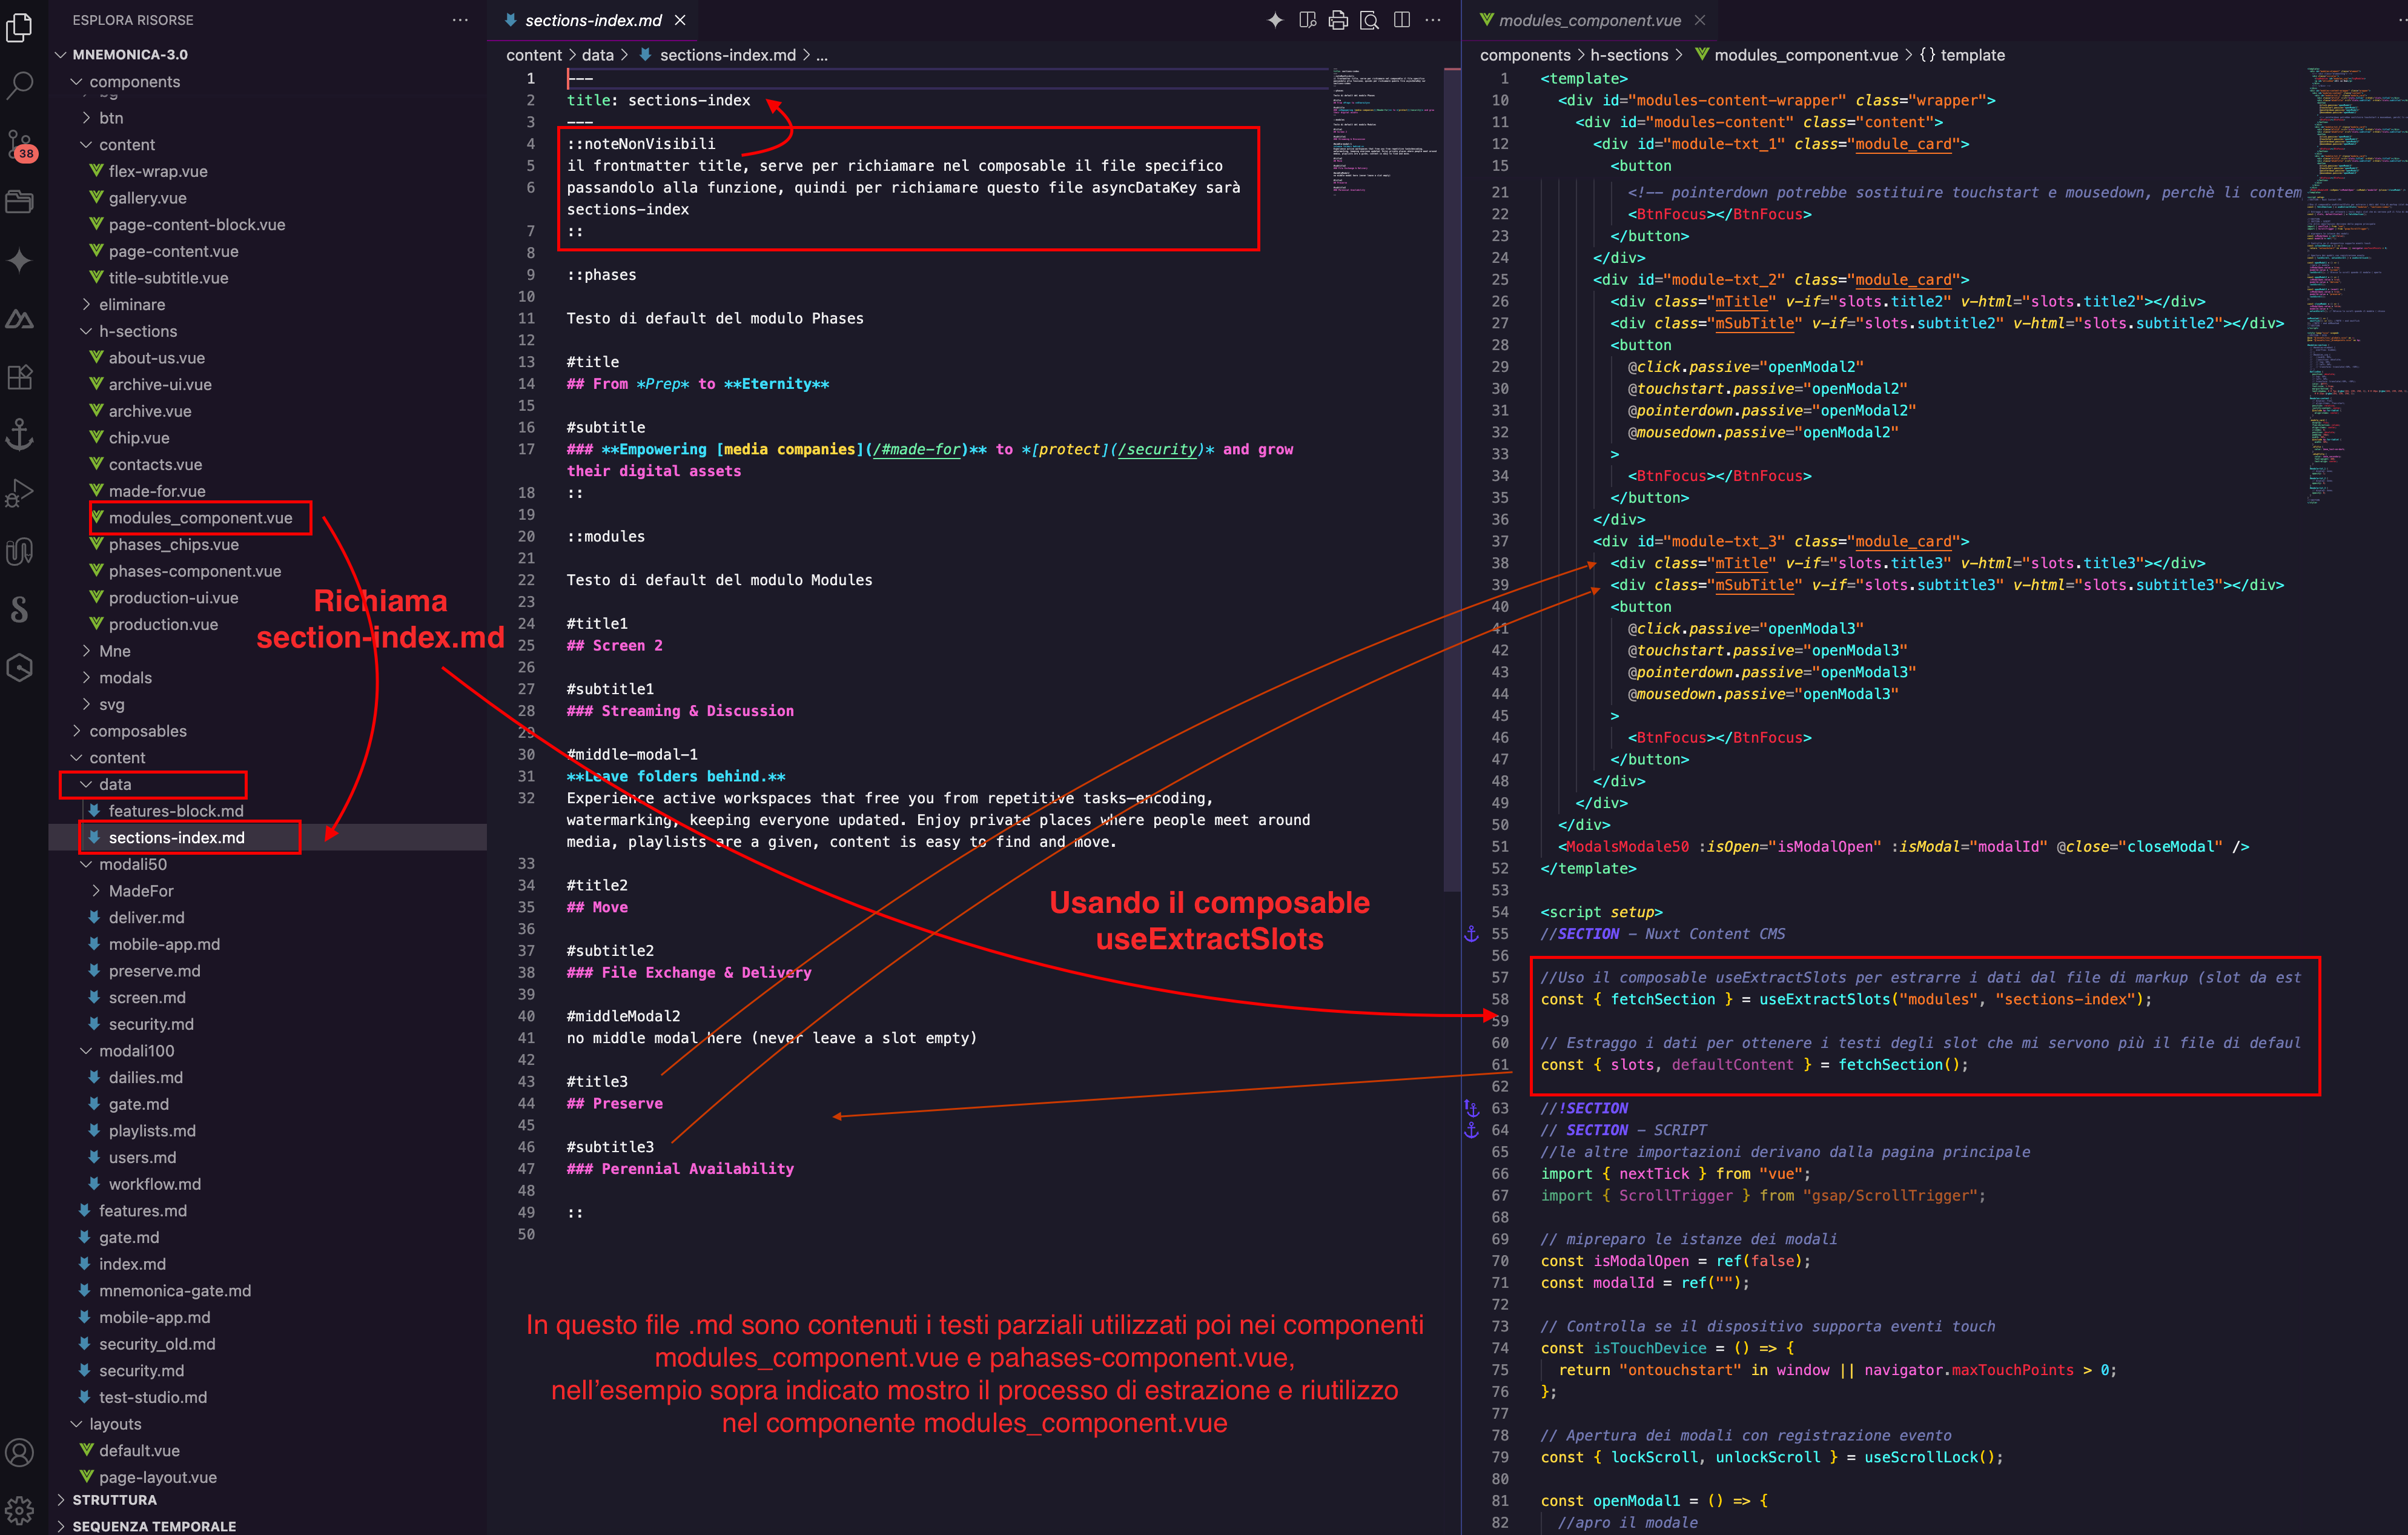 ESPLORA RISORSE
MNEMONICA-3.0
components
btn
content
flex-wrap.vue
gallery.vue
page-content-block.vue
page-content.vue
title-subtitle.vue
eliminare
h-sections
about-us.vue
archive-ui.vue
archive.vue
chip.vue
contacts.vue
made-for.vue
modules_component.vue
phases_chips.vue
phases-component.vue
production-ui.vue
production.vue
Mne
modals
svg
composables
content
data
features-block.md
sections-index.md
modali50
MadeFor
deliver.md
mobile-app.md
preserve.md
screen.md
security.md
modali100
dailies.md
gate.md
playlists.md
users.md
workflow.md
features.md
gate.md
index.md
mnemonica-gate.md
mobile-app.md
security_old.md
security.md
test-studio.md
layouts
default.vue
page-layout.vue
STRUTTURA
SEQUENZA TEMPORALE
38
Richiama
section-index.md
sections-index.md
content > data > sections-index.md > ...
1 ---
2 title: sections-index
3 ---
4 ::noteNonVisibili
5 il frontmatter title, serve per richiamare nel composable il file specifico
6 passandolo alla funzione, quindi per richiamare questo file asyncDataKey sarà
sections-index
7 ::
8
9 ::phases
10
11 Testo di default del modulo Phases
12
13 #title
14 ## From *Prep* to **Eternity**
15
16 #subtitle
17 ### **Empowering [media companies](/#made-for)** to *[protect](/security)* and grow
their digital assets
18 ::
19
20 ::modules
21
22 Testo di default del modulo Modules
23
24 #title1
25 ## Screen 2
26
27 #subtitle1
28 ### Streaming & Discussion
29
30 #middle-modal-1
31 **Leave folders behind.**
32 Experience active workspaces that free you from repetitive tasks—encoding,
watermarking, keeping everyone updated. Enjoy private places where people meet around
media, playlists are a given, content is easy to find and move.
33
34 #title2
35 ## Move
36
37 #subtitle2
38 ### File Exchange & Delivery
39
40 #middleModal2
41 no middle modal here (never leave a slot empty)
42
43 #title3
44 ## Preserve
45
46 #subtitle3
47 ### Perennial Availability
48
49 ::
50
Usando il composable
useExtractSlots
In questo file .md sono contenuti i testi parziali utilizzati poi nei componenti
modules_component.vue e pahases-component.vue,
nell'esempio sopra indicato mostro il processo di estrazione e riutilizzo
nel componente modules_component.vue
modules_component.vue
components > h-sections > modules_component.vue > {} template
1 <template>
10 <div id="modules-content-wrapper" class="wrapper">
11 <div id="modules-content" class="content">
12 <div id="module-txt_1" class="module_card">
15 <button
21 <!-- pointerdown potrebbe sostituire touchstart e mousedown, perchè li contem
22 <BtnFocus></BtnFocus>
23 </button>
24 </div>
25 <div id="module-txt_2" class="module_card">
26 <div class="mTitle" v-if="slots.title2" v-html="slots.title2"></div>
27 <div class="mSubTitle" v-if="slots.subtitle2" v-html="slots.subtitle2"></div>
28 <button
29 @click.passive="openModal2"
30 @touchstart.passive="openModal2"
31 @pointerdown.passive="openModal2"
32 @mousedown.passive="openModal2"
33 >
34 <BtnFocus></BtnFocus>
35 </button>
36 </div>
37 <div id="module-txt_3" class="module_card">
38 <div class="mTitle" v-if="slots.title3" v-html="slots.title3"></div>
39 <div class="mSubTitle" v-if="slots.subtitle3" v-html="slots.subtitle3"></div>
40 <button
41 @click.passive="openModal3"
42 @touchstart.passive="openModal3"
43 @pointerdown.passive="openModal3"
44 @mousedown.passive="openModal3"
45 >
46 <BtnFocus></BtnFocus>
47 </button>
48 </div>
49 </div>
50 </div>
51 <ModalsModale50 :isOpen="isModalOpen" :isModal="modalId" @close="closeModal" />
52 </template>
53
54 <script setup>
55 //SECTION - Nuxt Content CMS
56
57 //Uso il composable useExtractSlots per estrarre i dati dal file di markup (slot da est
58 const { fetchSection } = useExtractSlots("modules", "sections-index");
59
60 // Estraggo i dati per ottenere i testi degli slot che mi servono più il file di defaul
61 const { slots, defaultContent } = fetchSection();
62
63 //!SECTION
64 // SECTION - SCRIPT
65 //le altre importazioni derivano dalla pagina principale
66 import { nextTick } from "vue";
67 import { ScrollTrigger } from "gsap/ScrollTrigger";
68
69 // mipreparo le istanze dei modali
70 const isModalOpen = ref(false);
71 const modalId = ref("");
72
73 // Controlla se il dispositivo supporta eventi touch
74 const isTouchDevice = () => {
75 return "ontouchstart" in window || navigator.maxTouchPoints > 0;
76 };
77
78 // Apertura dei modali con registrazione evento
79 const { lockScroll, unlockScroll } = useScrollLock();
80
81 const openModal1 = () => {
82 //apro il modale